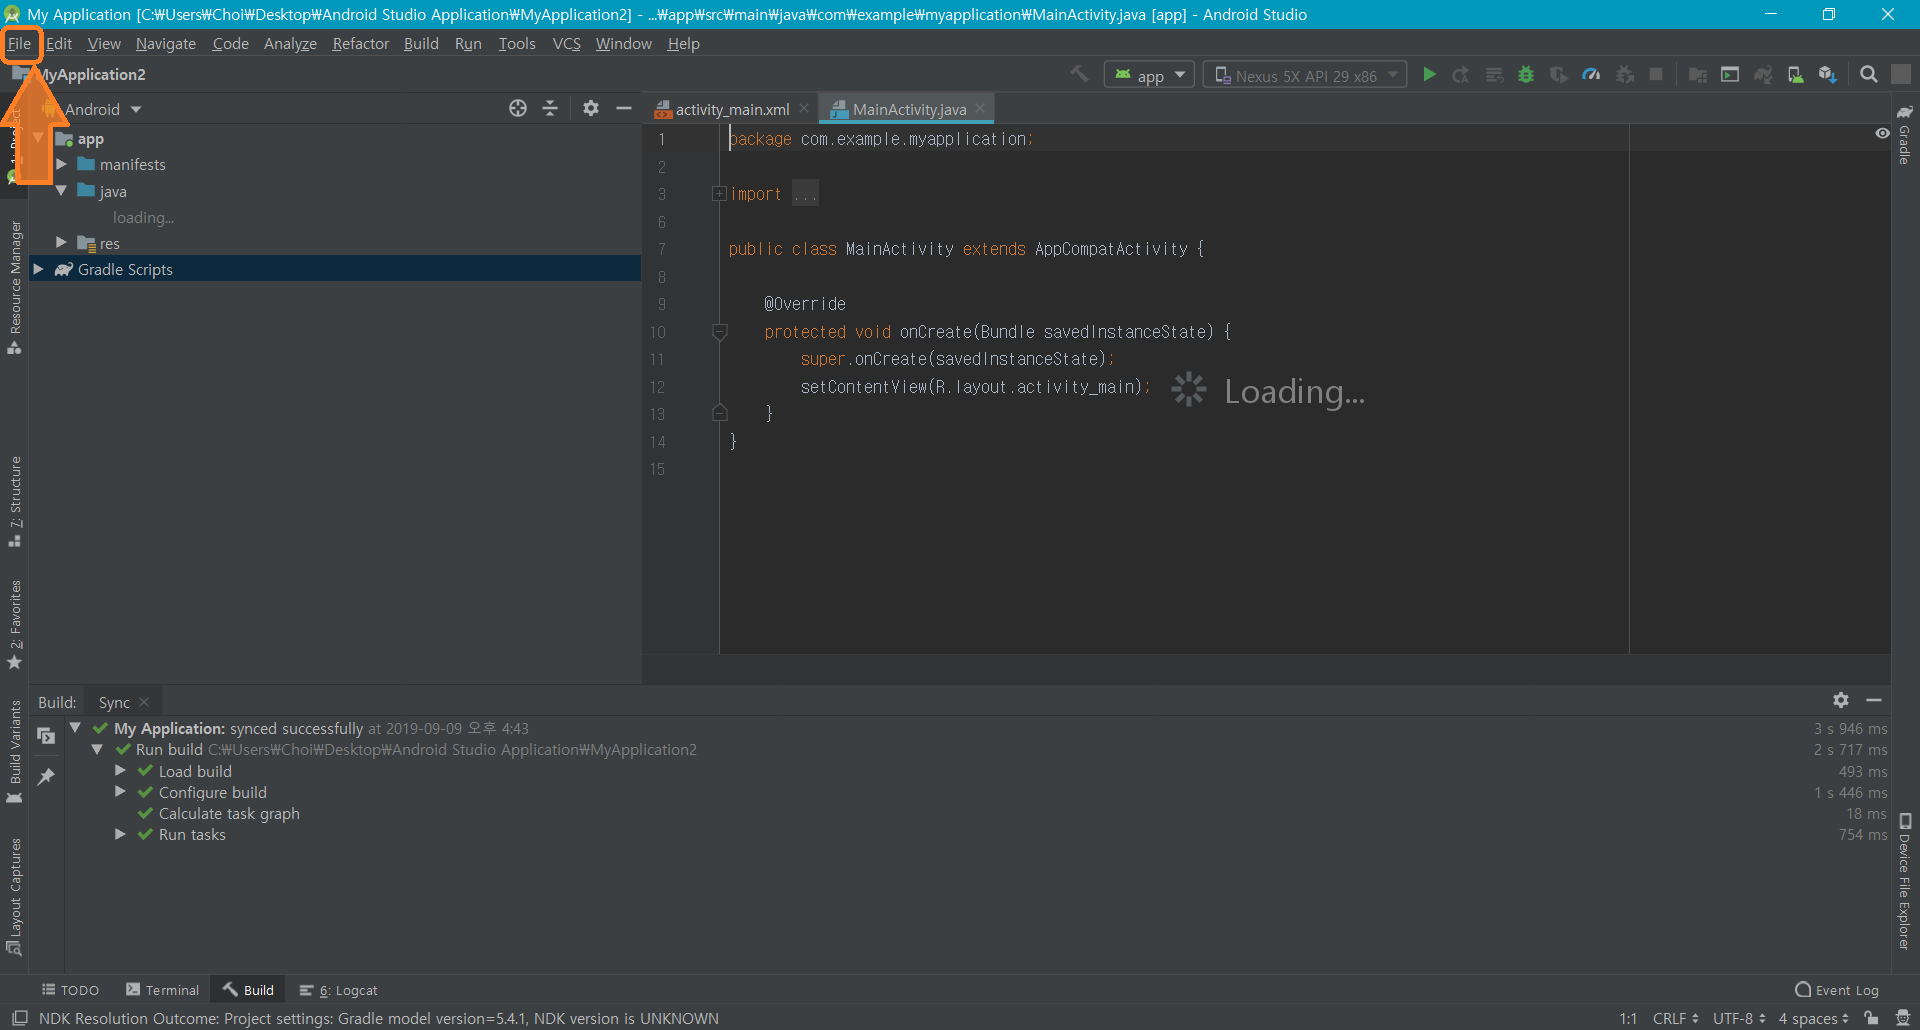 My Application [C:₩Users₩Choi₩Desktop₩Android Studio Application₩MyApplication2] - ...₩app₩src₩main₩java₩com₩example₩myapplication₩MainActivity.java [app] - Android Studio
File Edit View Navigate Code Analyze Refactor Build Run Tools VCS Window Help
MyApplication2
app
Nexus 5X API 29 x86
Android
activity_main.xml
MainActivity.java
app
manifests
java
loading...
res
Gradle Scripts
1 package com.example.myapplication;
2
3 import ...
6
7 public class MainActivity extends AppCompatActivity {
8
9 @Override
10 protected void onCreate(Bundle savedInstanceState) {
11 super.onCreate(savedInstanceState);
12 setContentView(R.layout.activity_main);
13 }
14 }
15
Loading...
1: Project
Resource Manager
7: Structure
2: Favorites
Build Variants
Layout Captures
Gradle
Device File Explorer
Build: Sync
My Application: synced successfully at 2019-09-09 오후 4:43 3 s 946 ms
Run build C:₩Users₩Choi₩Desktop₩Android Studio Application₩MyApplication2 2 s 717 ms
Load build 493 ms
Configure build 1 s 446 ms
Calculate task graph 18 ms
Run tasks 754 ms
TODO Terminal Build 6: Logcat Event Log
NDK Resolution Outcome: Project settings: Gradle model version=5.4.1, NDK version is UNKNOWN 1:1 CRLF UTF-8 4 spaces